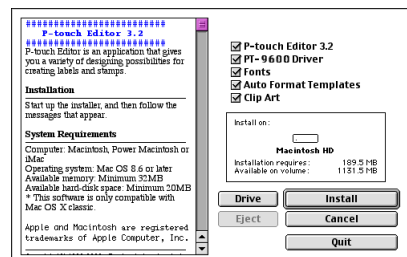 ########################
P-touch Editor 3.2
########################
P-touch Editor is an application that gives
you a variety of designing possibilities for
creating labels and stamps.
Installation
Start up the installer, and then follow the
messages that appear.
System Requirements
Computer: Macintosh, Power Macintosh or
iMac
Operating system: Mac OS 8.6 or later
Available memory: Minimum 32MB
Available hard-disk space: Minimum 20MB
* This software is only compatible with
Mac OS X classic.
Apple and Macintosh are registered
trademarks of Apple Computer, Inc.
P-touch Editor 3.2
PT-9600 Driver
Fonts
Auto Format Templates
Clip Art
Install on:
Macintosh HD
Installation requires: 189.5 MB
Available on volume: 1131.5 MB
Drive
Install
Eject
Cancel
Quit